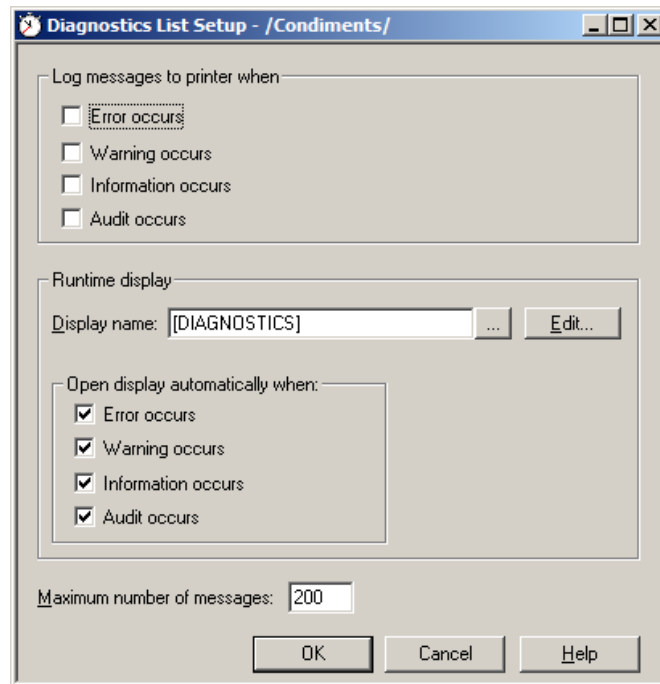 Diagnostics List Setup - /Condiments/
Log messages to printer when
Error occurs
Warning occurs
Information occurs
Audit occurs
Runtime display
Display name: [DIAGNOSTICS] ... Edit...
Open display automatically when:
Error occurs
Warning occurs
Information occurs
Audit occurs
Maximum number of messages: 200
OK Cancel Help